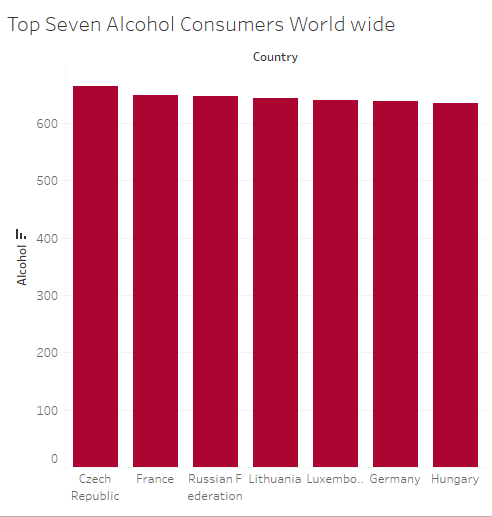 Top Seven Alcohol Consumers World wide
Country
600
500
400
300
200
100
0
Alcohol
Czech
Republic
France
Russian F
ederation
Lithuania
Luxembo..
Germany
Hungary